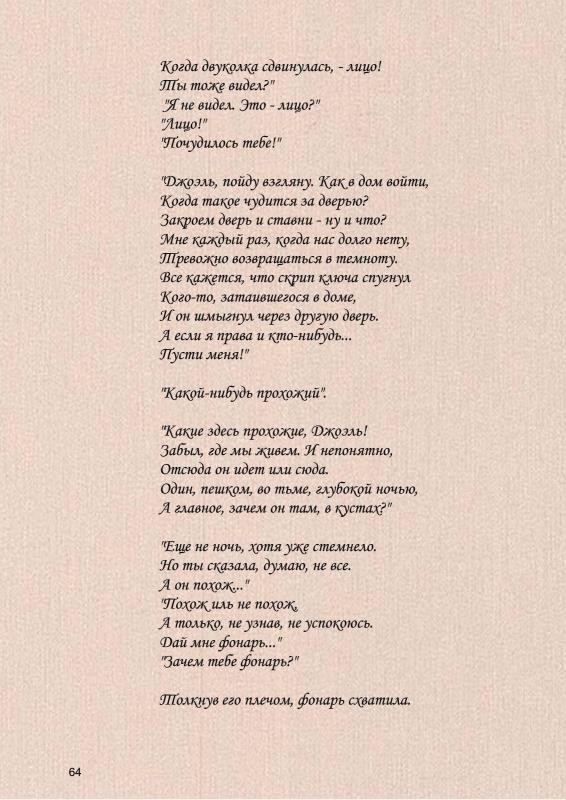 Когда двуколка сдвинулась, - лицо!
Ты тоже видел?"
"Я не видел. Это - лицо?"
"Лицо!"
"Почудилось тебе!"
"Джоэль, пойду взгляну. Как в дом войти,
Когда такое чудится за дверью?
Закроем дверь и ставни - ну и что?
Мне каждый раз, когда нас долго нету,
Тревожно возвращаться в темноту.
Все кажется, что скрип ключа спугнул
Кого-то, затаившегося в доме,
И он шмыгнул через другую дверь.
А если я права и кто-нибудь...
Пусти меня!"
"Какой-нибудь прохожий".
"Какие здесь прохожие, Джоэль!
Забыл, где мы живем. И непонятно,
Отсюда он идет или сюда.
Один, пешком, во тьме, глубокой ночью,
А главное, зачем он там, в кустах?"
"Еще не ночь, хотя уже стемнело.
Но ты сказала, думаю, не все.
А он похож..."
"Похож иль не похож,
А только, не узнав, не успокоюсь.
Дай мне фонарь..."
"Зачем тебе фонарь?"
Толкнув его плечом, фонарь схватила.
64